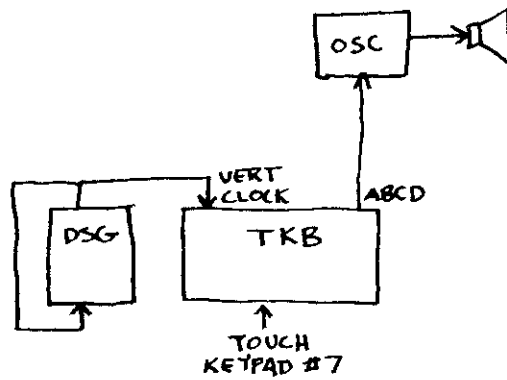 OSC
VERT
CLOCK
ABCD
DSG
TKB
TOUCH
KEYPAD #7